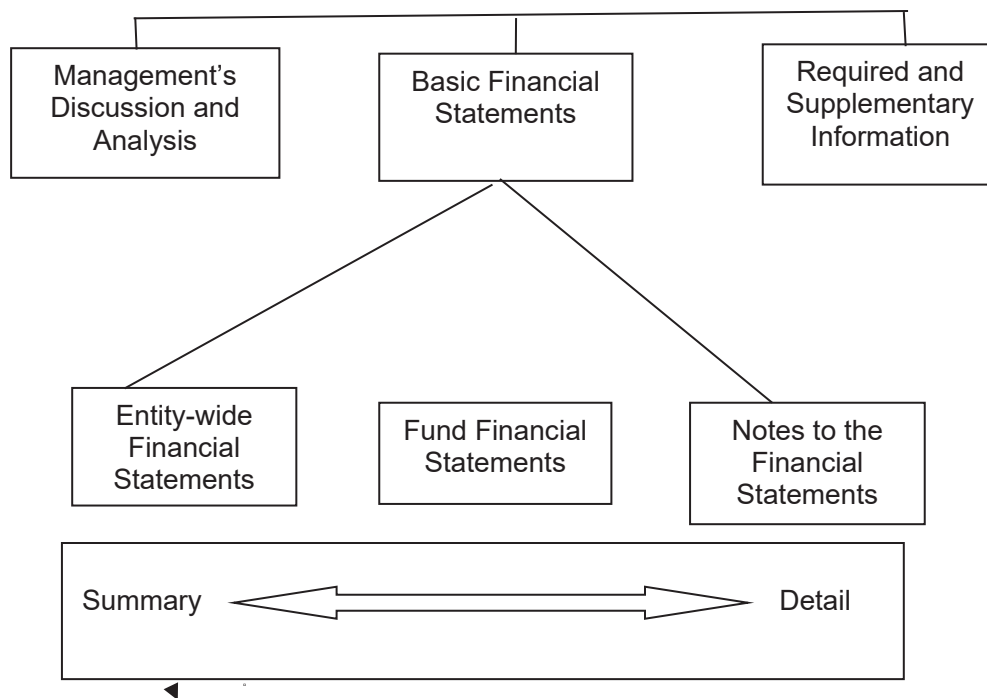 Management’s
Discussion and
Analysis
Basic Financial
Statements
Required and
Supplementary
Information
Entity-wide
Financial
Statements
Fund Financial
Statements
Notes to the
Financial
Statements
Summary
Detail